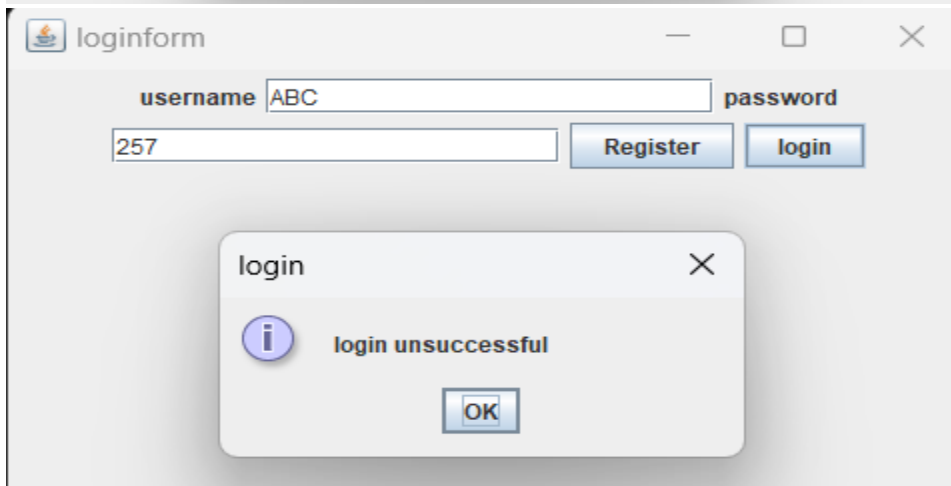 loginform
username ABC password
257 Register login
login
login unsuccessful
OK